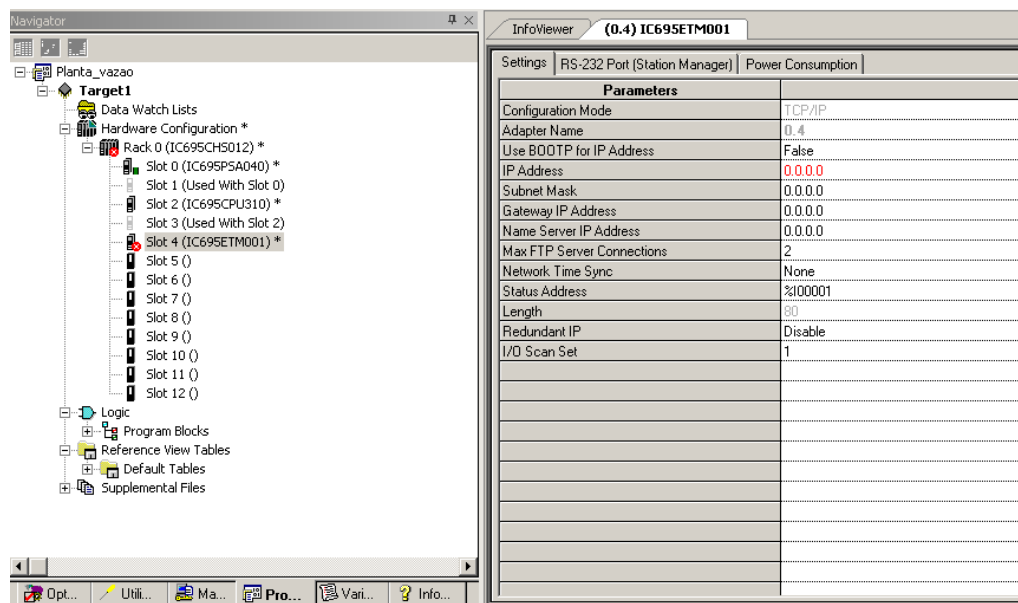 Navigator
Planta_vazao
Target1
Data Watch Lists
Hardware Configuration *
Rack 0 (IC695CHS012) *
Slot 0 (IC695PSA040) *
Slot 1 (Used With Slot 0)
Slot 2 (IC695CPU310) *
Slot 3 (Used With Slot 2)
Slot 4 (IC695ETM001) *
Slot 5 ()
Slot 6 ()
Slot 7 ()
Slot 8 ()
Slot 9 ()
Slot 10 ()
Slot 11 ()
Slot 12 ()
Logic
Program Blocks
Reference View Tables
Default Tables
Supplemental Files
Opt... Utili... Ma... Pro... Vari... Info...
InfoViewer (0.4) IC695ETM001
Settings RS-232 Port (Station Manager) Power Consumption
Parameters
Configuration Mode TCP/IP
Adapter Name 0.4
Use BOOTP for IP Address False
IP Address 0.0.0.0
Subnet Mask 0.0.0.0
Gateway IP Address 0.0.0.0
Name Server IP Address 0.0.0.0
Max FTP Server Connections 2
Network Time Sync None
Status Address %I00001
Length 80
Redundant IP Disable
I/O Scan Set 1